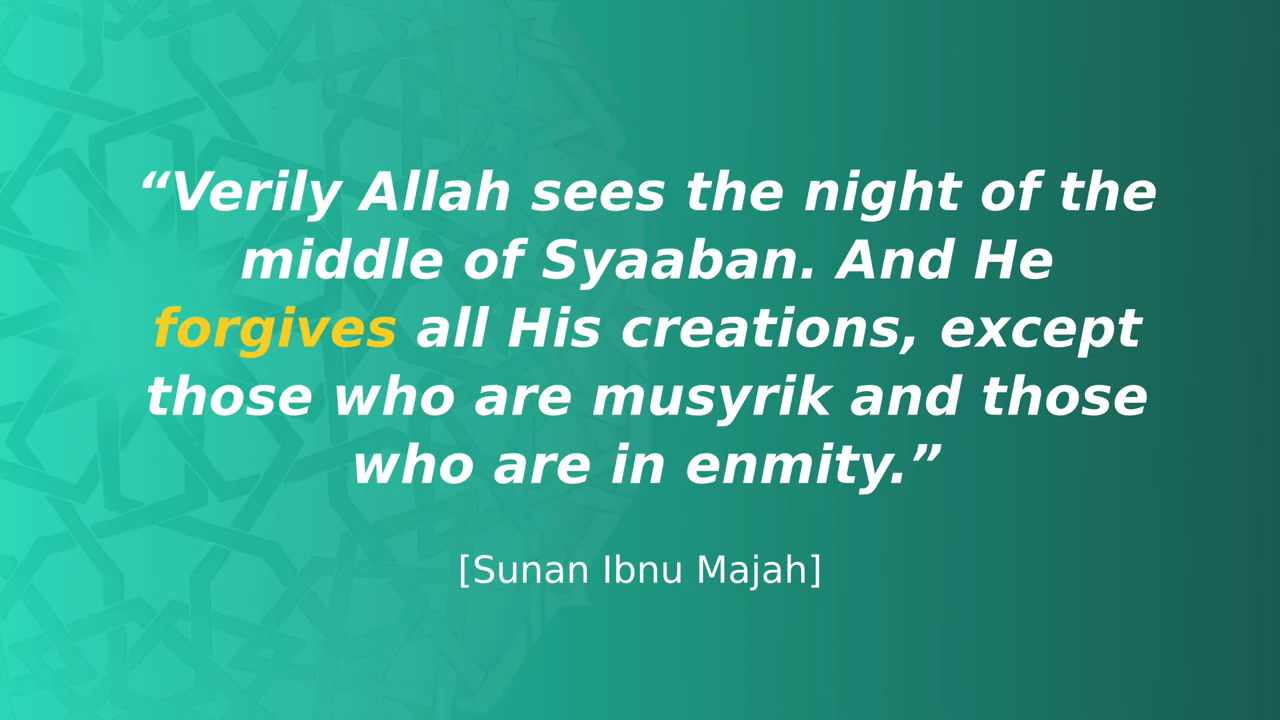 “Verily Allah sees the night of the
middle of Syaaban. And He
forgives all His creations, except
those who are musyrik and those
who are in enmity.”
[Sunan Ibnu Majah]